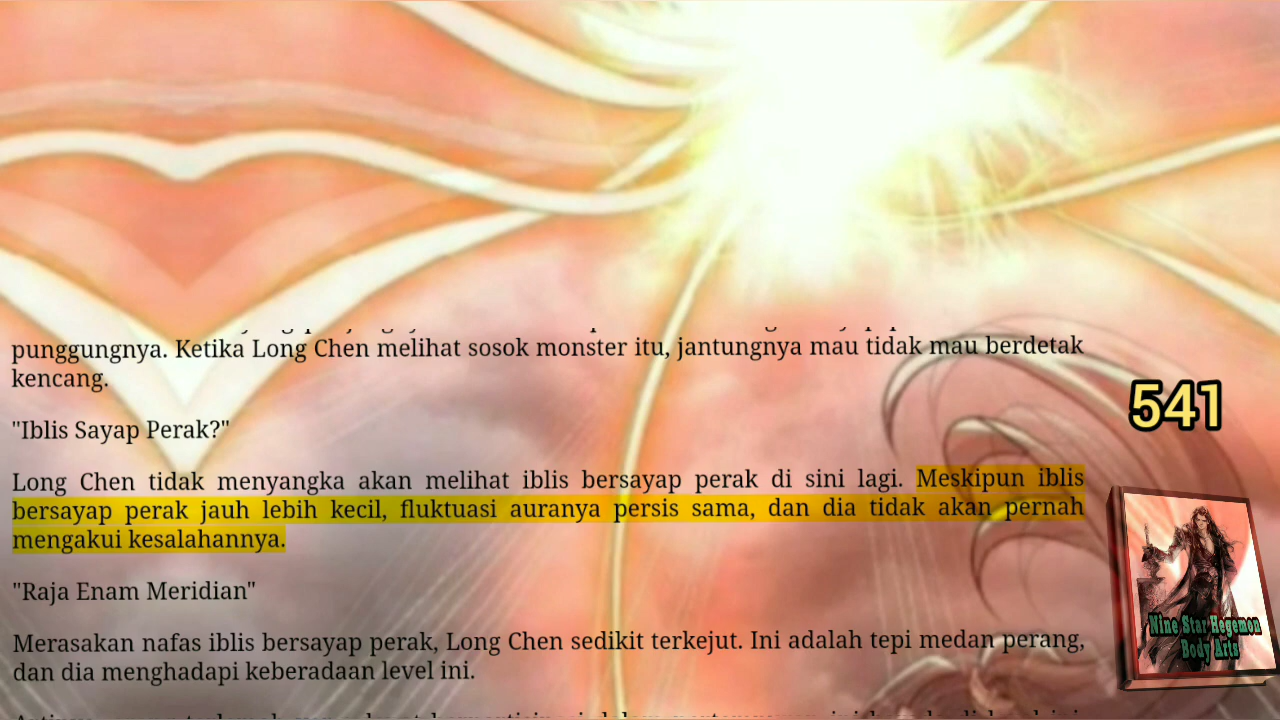 punggungnya. Ketika Long Chen melihat sosok monster itu, jantungnya mau tidak mau berdetak
kencang.
"Iblis Sayap Perak?"
Long Chen tidak menyangka akan melihat iblis bersayap perak di sini lagi. Meskipun iblis
bersayap perak jauh lebih kecil, fluktuasi auranya persis sama, dan dia tidak akan pernah
mengakui kesalahannya.
"Raja Enam Meridian"
Merasakan nafas iblis bersayap perak, Long Chen sedikit terkejut. Ini adalah tepi medan perang,
dan dia menghadapi keberadaan level ini.
541
Nine Star Hegemon
Body Arts